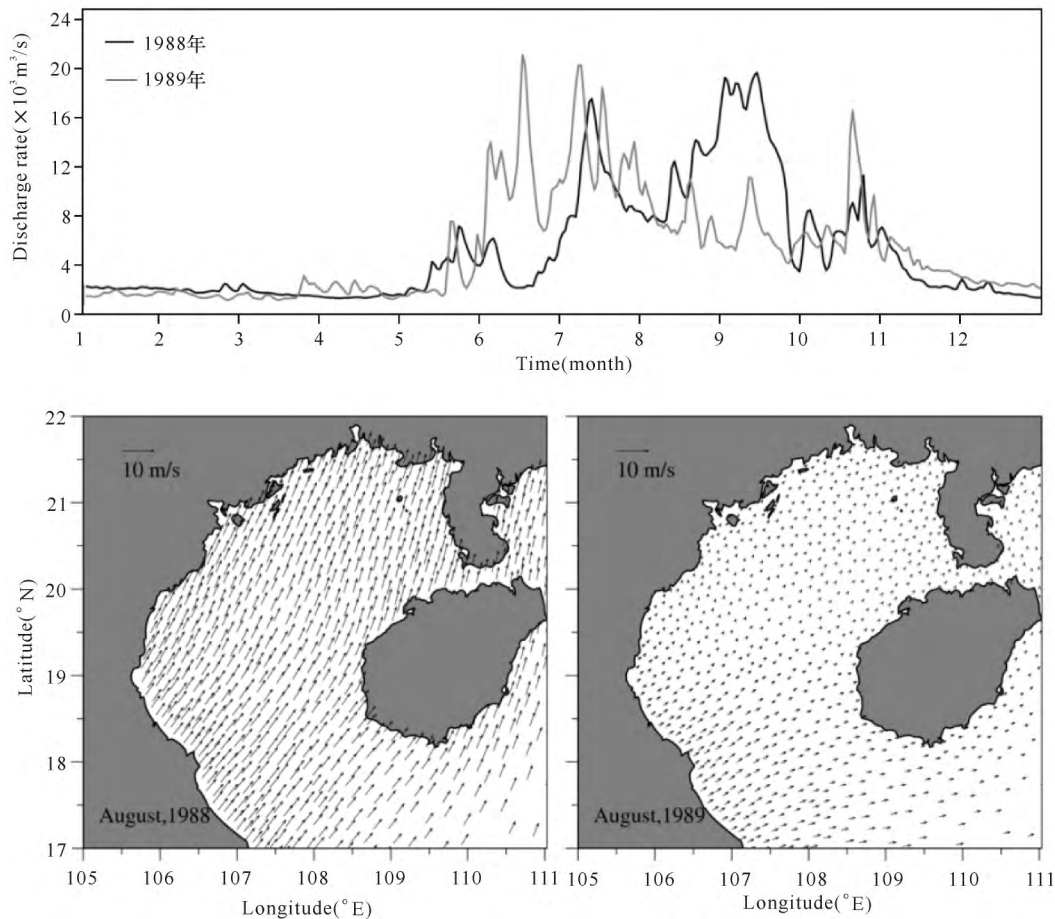 24
1988年
20
1989年
16
12
8
4
0
Discharge rate(×10³m³/s)
1 2 3 4 5 6 7 8 9 10 11 12
Time(month)
22
21
20
19
18
17
Latitude(°N)
10 m/s
August,1988
105 106 107 108 109 110 111
Longitude(°E)
10 m/s
August,1989
105 106 107 108 109 110 111
Longitude(°E)